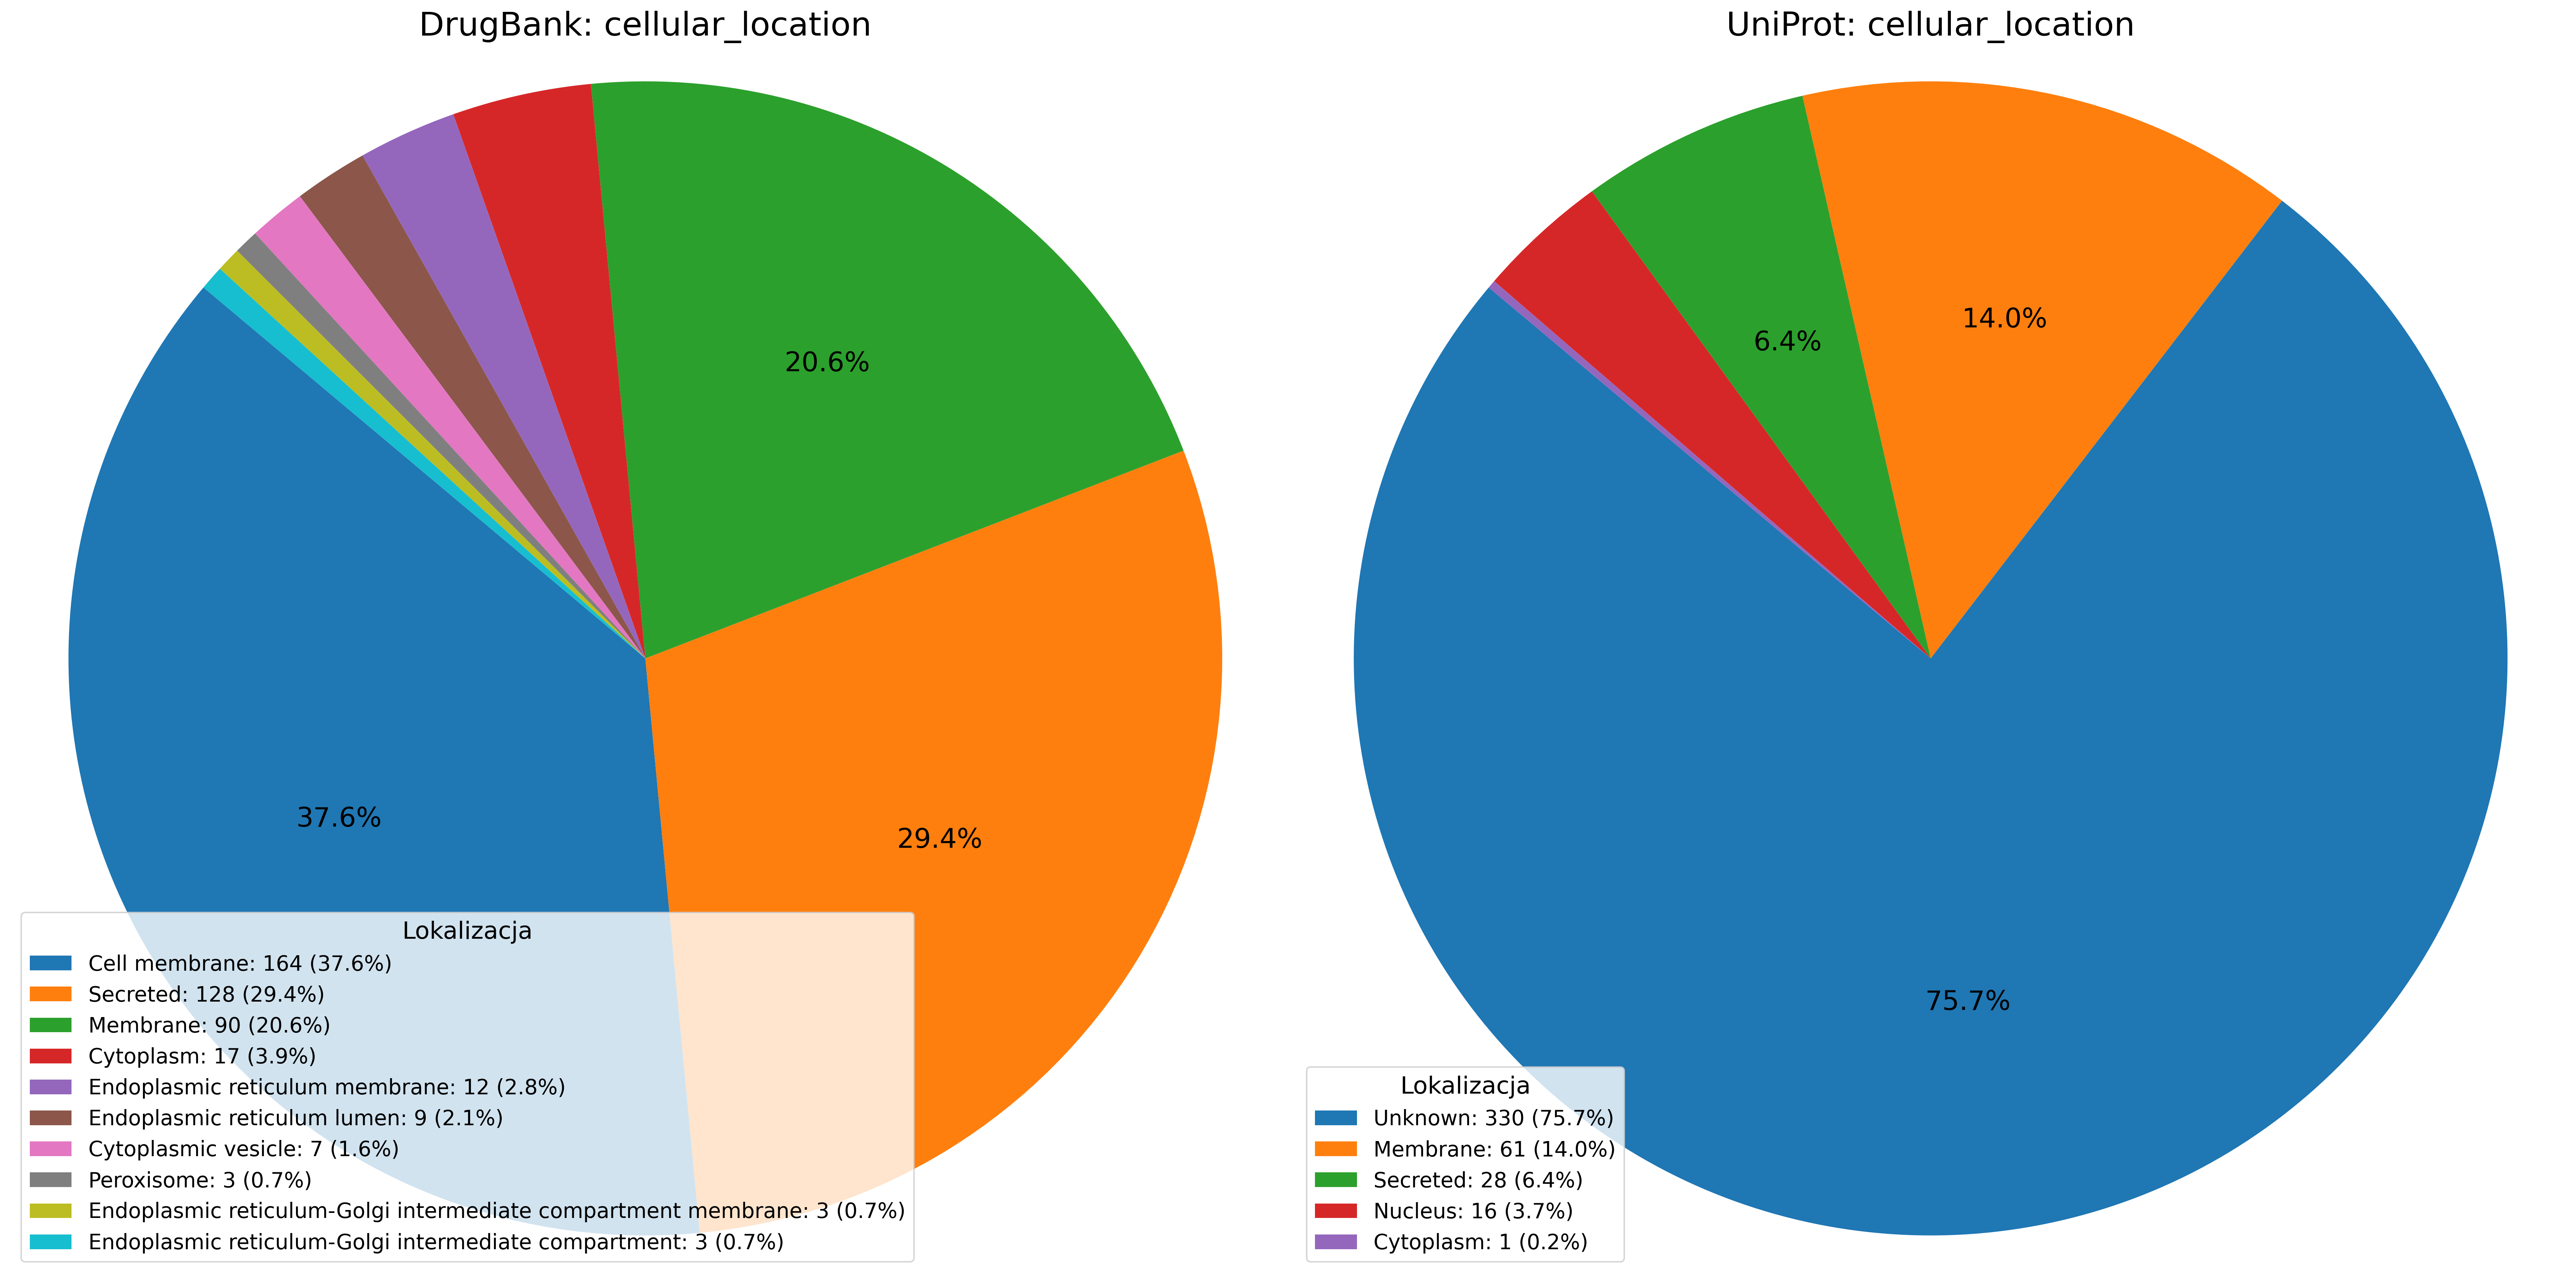 DrugBank: cellular_location
20.6%
37.6%
29.4%
Lokalizacja
Cell membrane: 164 (37.6%)
Secreted: 128 (29.4%)
Membrane: 90 (20.6%)
Cytoplasm: 17 (3.9%)
Endoplasmic reticulum membrane: 12 (2.8%)
Endoplasmic reticulum lumen: 9 (2.1%)
Cytoplasmic vesicle: 7 (1.6%)
Peroxisome: 3 (0.7%)
Endoplasmic reticulum-Golgi intermediate compartment membrane: 3 (0.7%)
Endoplasmic reticulum-Golgi intermediate compartment: 3 (0.7%)
UniProt: cellular_location
14.0%
6.4%
75.7%
Lokalizacja
Unknown: 330 (75.7%)
Membrane: 61 (14.0%)
Secreted: 28 (6.4%)
Nucleus: 16 (3.7%)
Cytoplasm: 1 (0.2%)